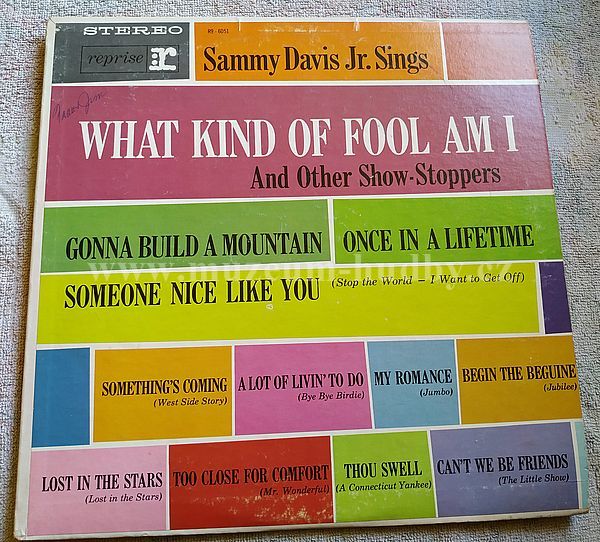 STEREO
R9-6051
reprise r:
Sammy Davis Jr. Sings
WHAT KIND OF FOOL AM I
And Other Show-Stoppers
GONNA BUILD A MOUNTAIN
ONCE IN A LIFETIME
SOMEONE NICE LIKE YOU (Stop the World — I Want to Get Off)
SOMETHING'S COMING
(West Side Story)
A LOT OF LIVIN' TO DO
(Bye Bye Birdie)
MY ROMANCE
(Jumbo)
BEGIN THE BEGUINE
(Jubilee)
LOST IN THE STARS
(Lost in the Stars)
TOO CLOSE FOR COMFORT
(Mr. Wonderful)
THOU SWELL
(A Connecticut Yankee)
CAN'T WE BE FRIENDS
(The Little Show)